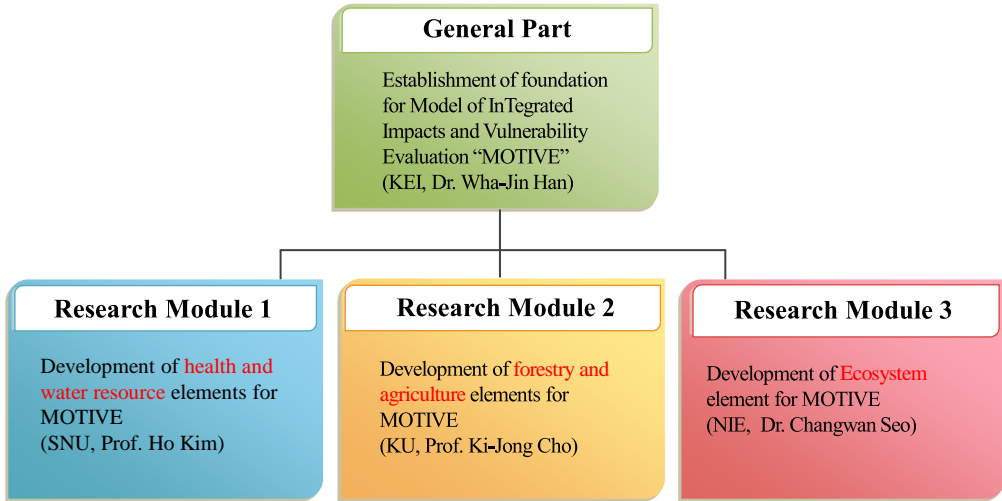 General Part
Establishment of foundation
for Model of InTegrated
Impacts and Vulnerability
Evaluation “MOTIVE”
(KEI, Dr. Wha-Jin Han)
Research Module 1
Development of health and
water resource elements for
MOTIVE
(SNU, Prof. Ho Kim)
Research Module 2
Development of forestry and
agriculture elements for
MOTIVE
(KU, Prof. Ki-Jong Cho)
Research Module 3
Development of Ecosystem
element for MOTIVE
(NIE, Dr. Changwan Seo)